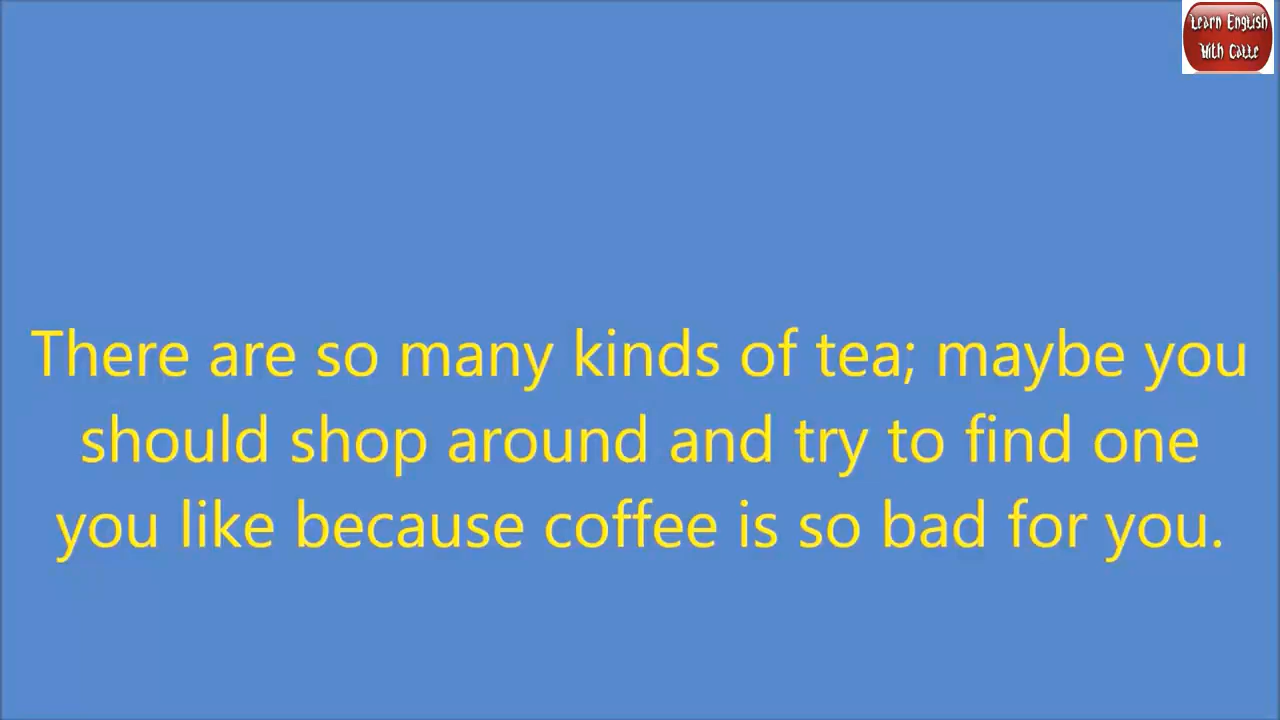 Learn English
With Catte
There are so many kinds of tea; maybe you
should shop around and try to find one
you like because coffee is so bad for you.